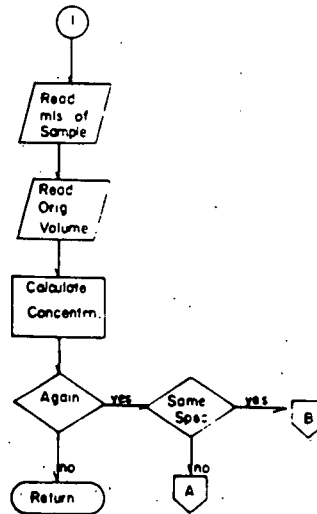 1
Read
mls of
Sample
Read
Orig
Volume
Calculate
Concentrn.
Again
yes
Same
Spec
yes
B
no
no
Return
A